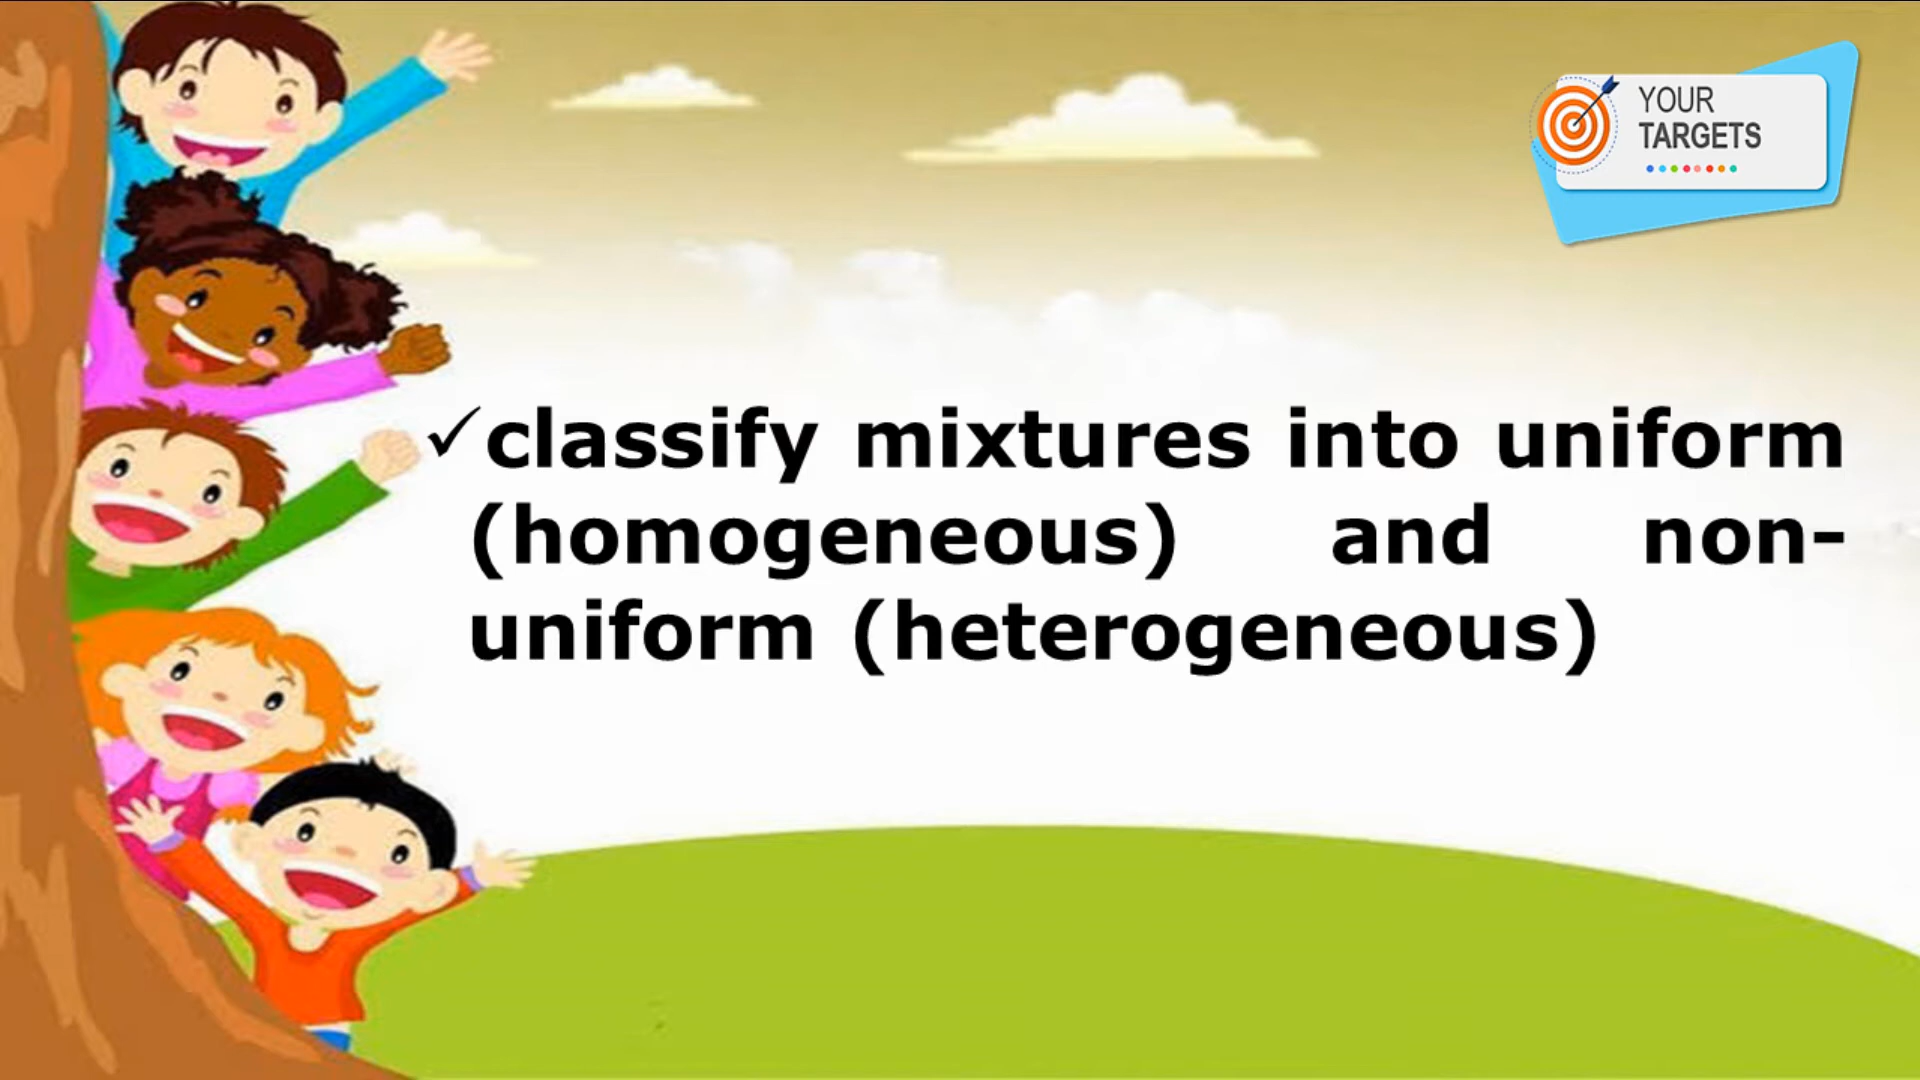 YOUR
TARGETS
✓classify mixtures into uniform
(homogeneous) and non-
uniform (heterogeneous)